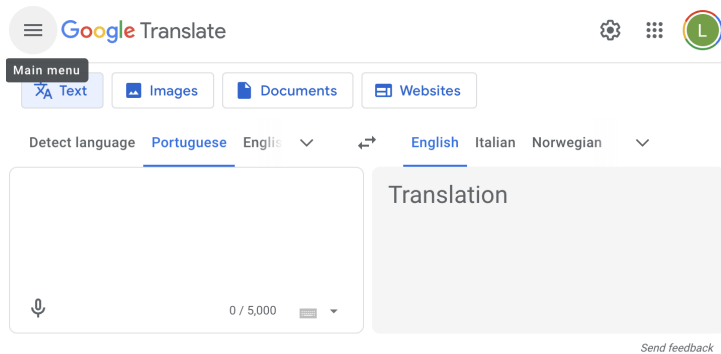 Google Translate
L
Main menu
Text Images Documents Websites
Detect language Portuguese Englis English Italian Norwegian
Translation
0 / 5,000
Send feedback